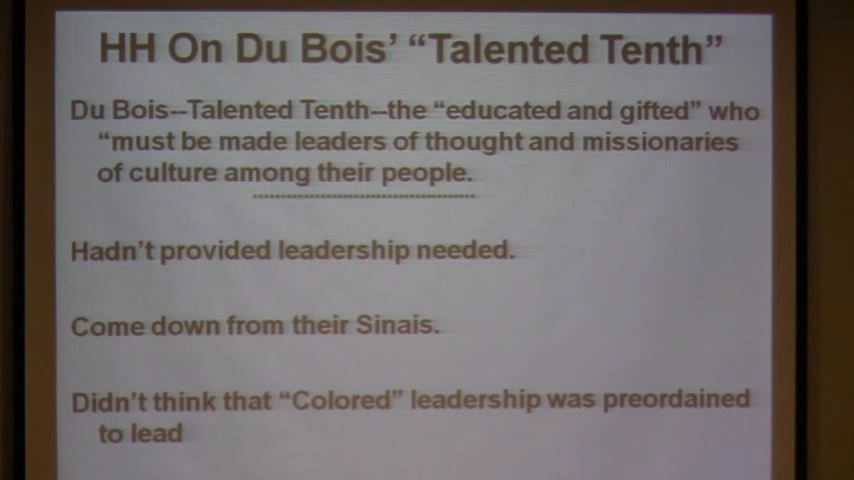 HH On Du Bois’ “Talented Tenth”
Du Bois--Talented Tenth--the “educated and gifted” who
“must be made leaders of thought and missionaries
of culture among their people.
Hadn’t provided leadership needed.
Come down from their Sinais.
Didn’t think that “Colored” leadership was preordained
to lead